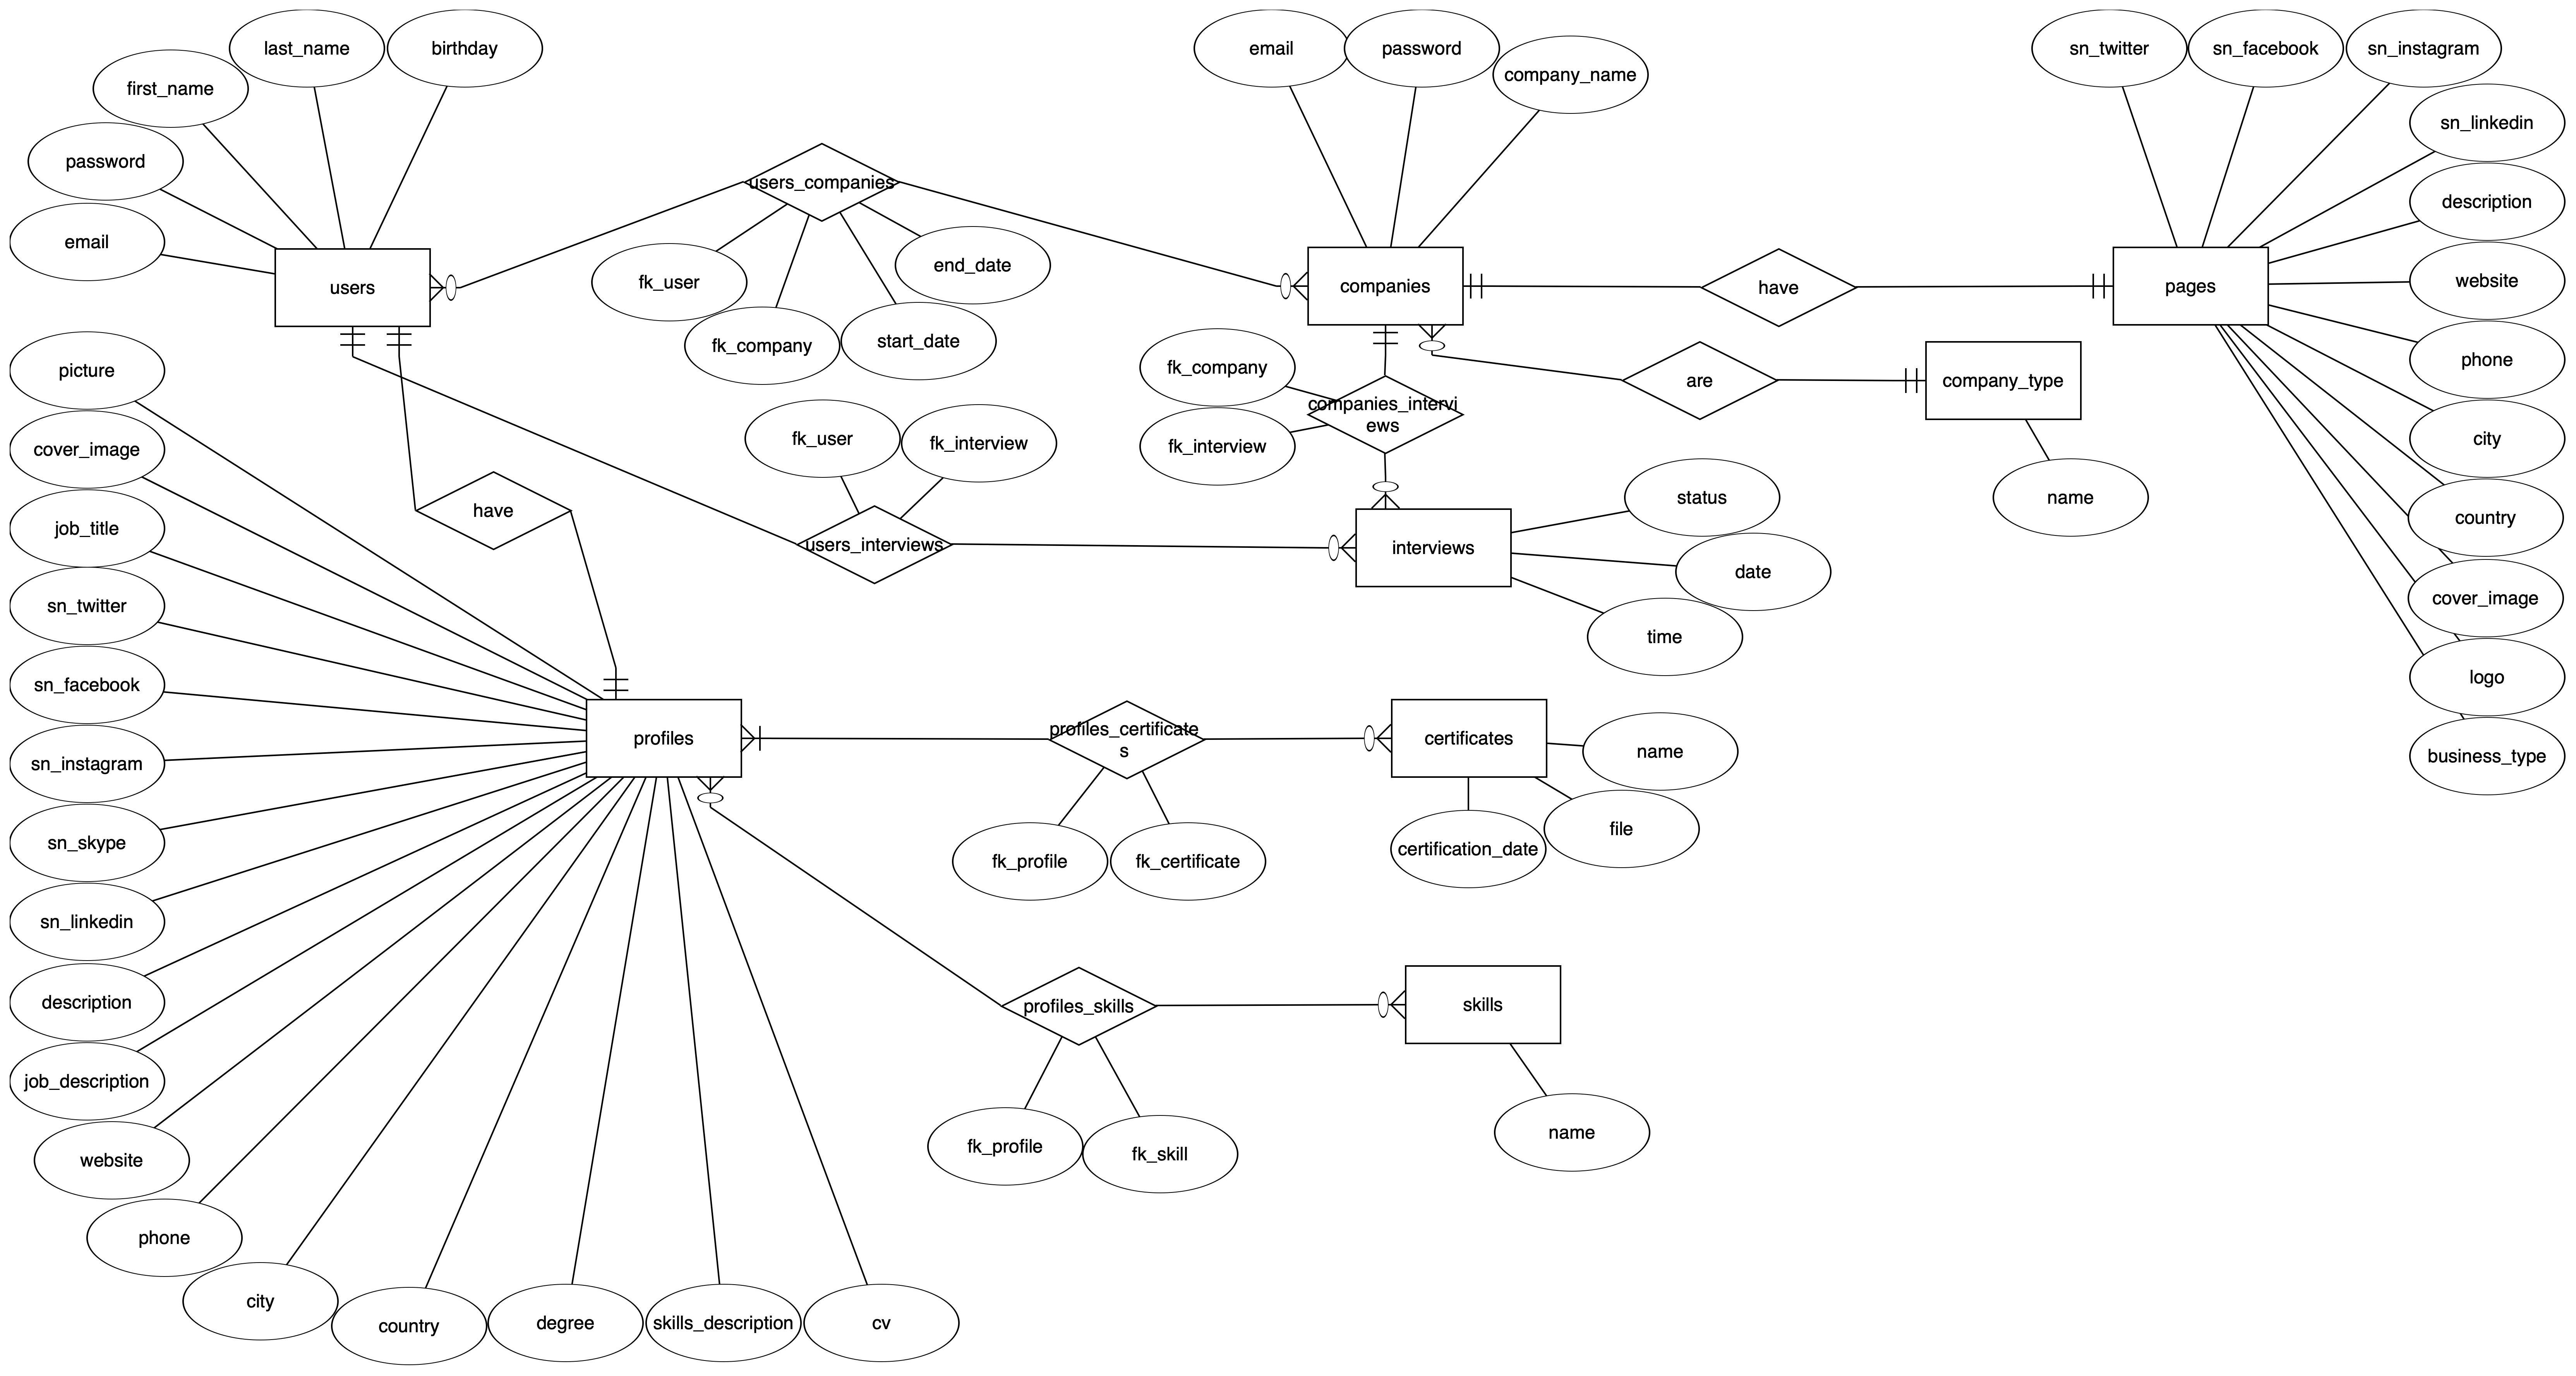 last_name
birthday
email
password
company_name
sn_twitter
sn_facebook
sn_instagram
first_name
sn_linkedin
password
users_companies
description
email
fk_user
end_date
users
companies
have
pages
website
fk_company
start_date
phone
picture
fk_company
are
company_type
companies_intervi
ews
cover_image
fk_user
fk_interview
fk_interview
city
have
status
name
job_title
users_interviews
interviews
country
date
sn_twitter
time
cover_image
sn_facebook
logo
profiles
profiles_certificate
s
certificates
name
business_type
sn_instagram
sn_skype
fk_profile
fk_certificate
certification_date
file
sn_linkedin
description
profiles_skills
skills
job_description
fk_profile
fk_skill
name
website
phone
city
country
degree
skills_description
cv